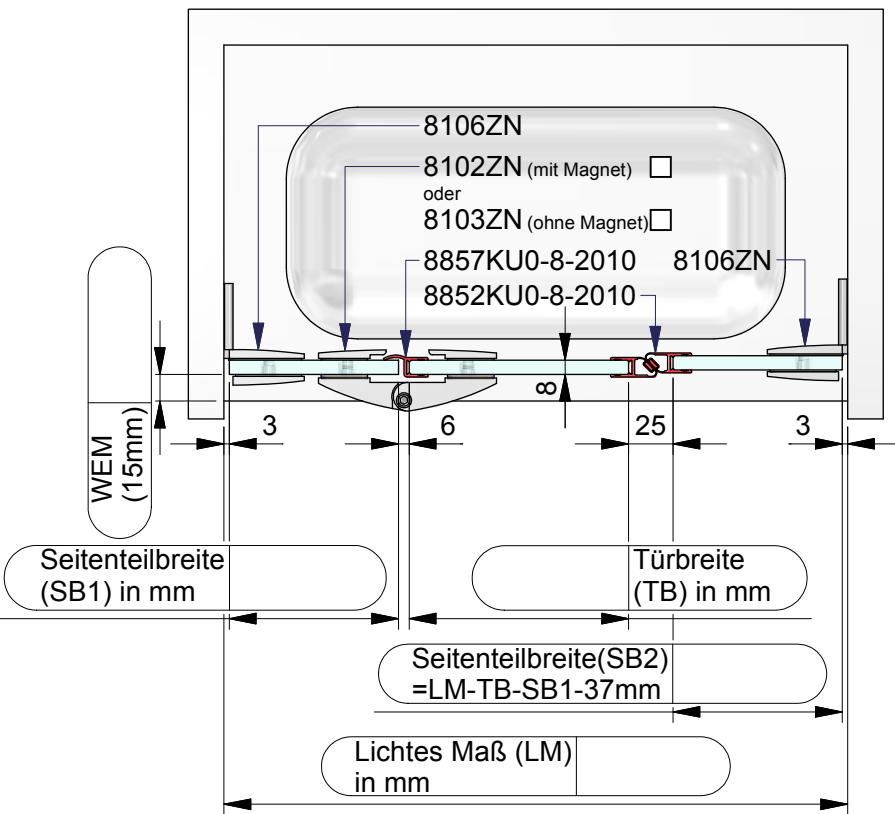 8106ZN
8102ZN (mit Magnet)
oder
8103ZN (ohne Magnet)
8857KU0-8-2010 8106ZN
8852KU0-8-2010
8
3 6 25 3
WEM
(15mm)
Seitenteilbreite
(SB1) in mm
Türbreite
(TB) in mm
Seitenteilbreite(SB2)
=LM-TB-SB1-37mm
Lichtes Maß (LM)
in mm